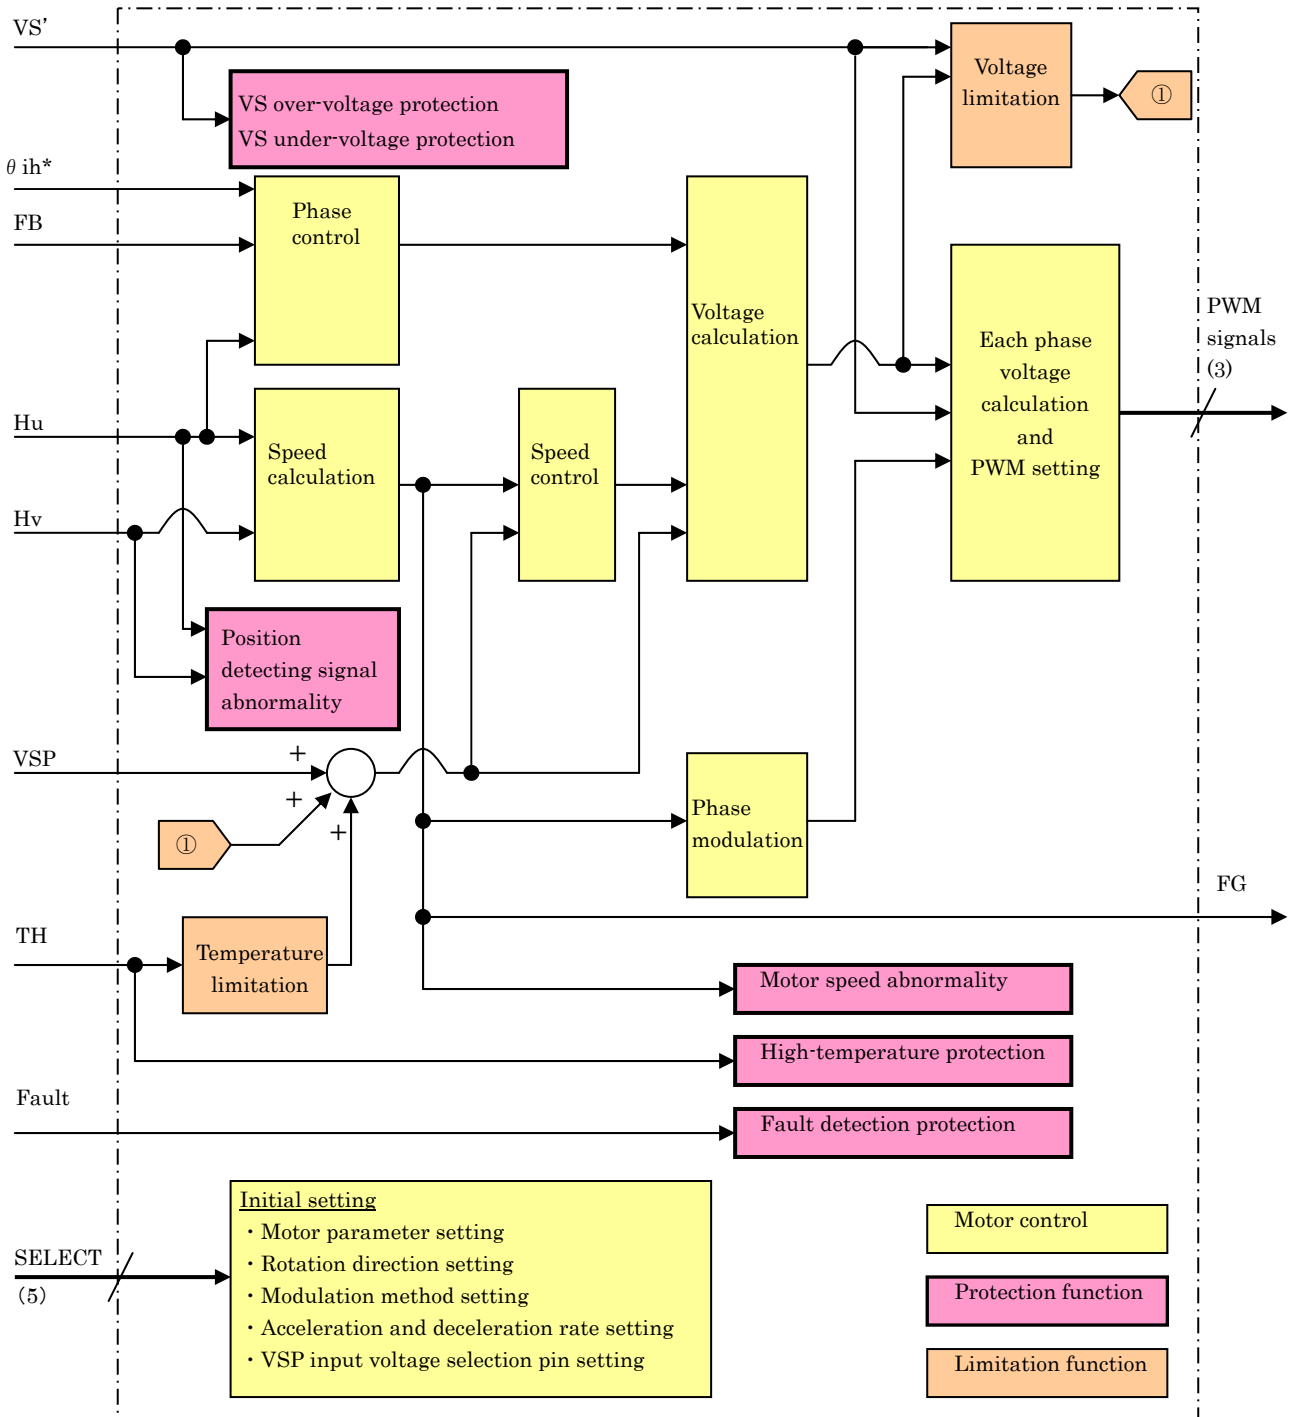 VS’
VS over-voltage protection
VS under-voltage protection
Voltage
limitation
①
θ ih*
FB
Phase
control
Voltage
calculation
Each phase
voltage
calculation
and
PWM setting
PWM
signals
(3)
Hu
Speed
calculation
Speed
control
Hv
Position
detecting signal
abnormality
VSP
+
+
+
①
Phase
modulation
FG
TH
Temperature
limitation
Motor speed abnormality
High-temperature protection
Fault
Fault detection protection
SELECT
(5)
Initial setting
・Motor parameter setting
・Rotation direction setting
・Modulation method setting
・Acceleration and deceleration rate setting
・VSP input voltage selection pin setting
Motor control
Protection function
Limitation function